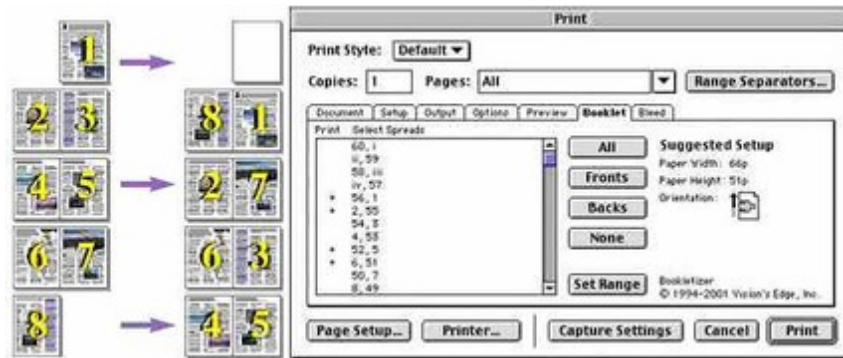 1
2 3
8 1
4 5
2 7
6 7
6 3
8
4 5
Print
Print Style: Default
Copies: 1 Pages: All Range Separators...
Document Setup Output Options Preview Booklet Bleed
Print Select Spreads
60, i
ii, 59
58, iii
iv, 57
* 56, 1
* 2, 55
54, 3
4, 53
* 52, 5
* 6, 51
50, 7
8, 49
All
Fronts
Backs
None
Set Range
Suggested Setup
Paper Width: 66p
Paper Height: 51p
Orientation:
Bookletizer
© 1994-2001 Vision's Edge, Inc.
Page Setup... Printer... Capture Settings Cancel Print